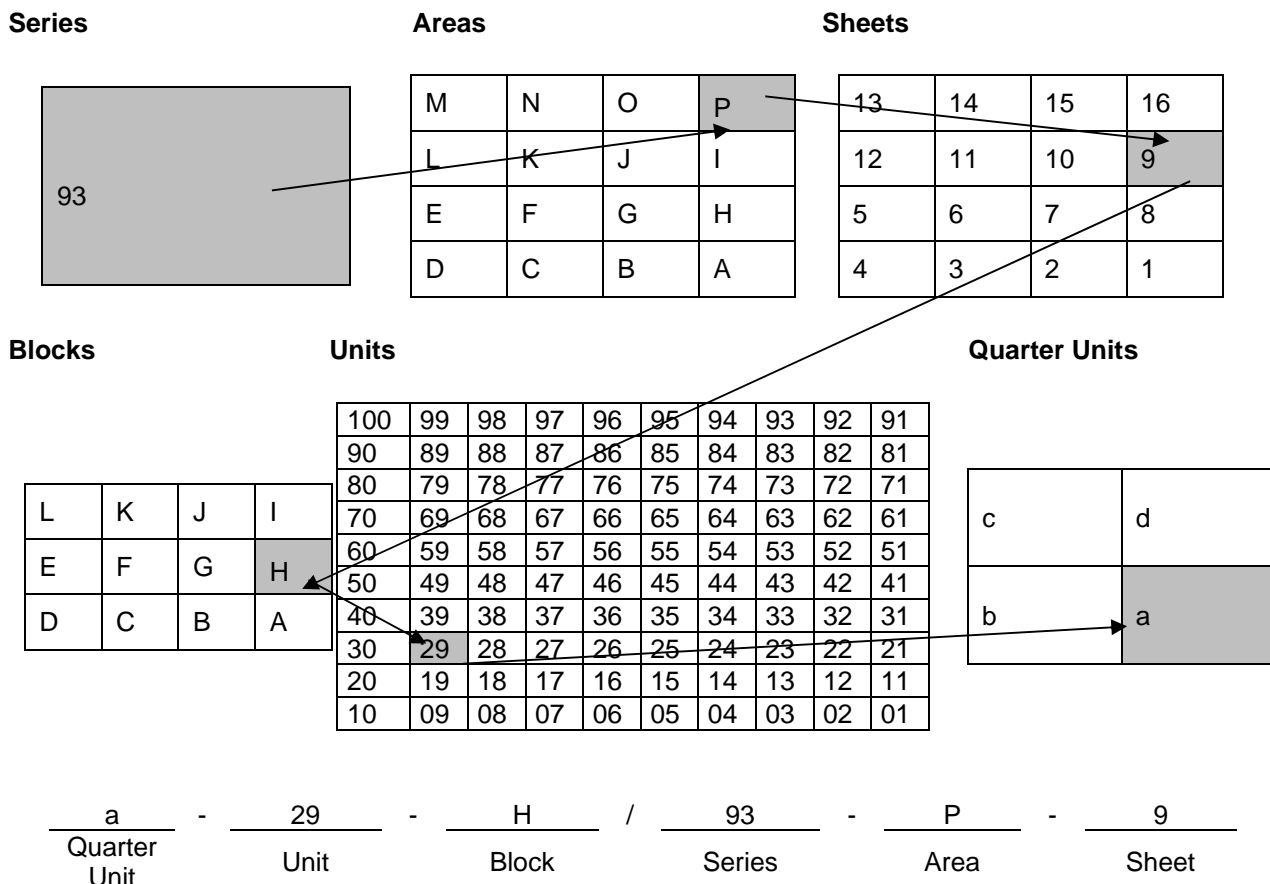 Series Areas Sheets
93
M N O P
L K J I
E F G H
D C B A
13 14 15 16
12 11 10 9
5 6 7 8
4 3 2 1
Blocks Units Quarter Units
L K J I
E F G H
D C B A
100 99 98 97 96 95 94 93 92 91
90 89 88 87 86 85 84 83 82 81
80 79 78 77 76 75 74 73 72 71
70 69 68 67 66 65 64 63 62 61
60 59 58 57 56 55 54 53 52 51
50 49 48 47 46 45 44 43 42 41
40 39 38 37 36 35 34 33 32 31
30 29 28 27 26 25 24 23 22 21
20 19 18 17 16 15 14 13 12 11
10 09 08 07 06 05 04 03 02 01
c d
b a
a - 29 - H / 93 - P - 9
Quarter Unit Block Series Area Sheet
Unit